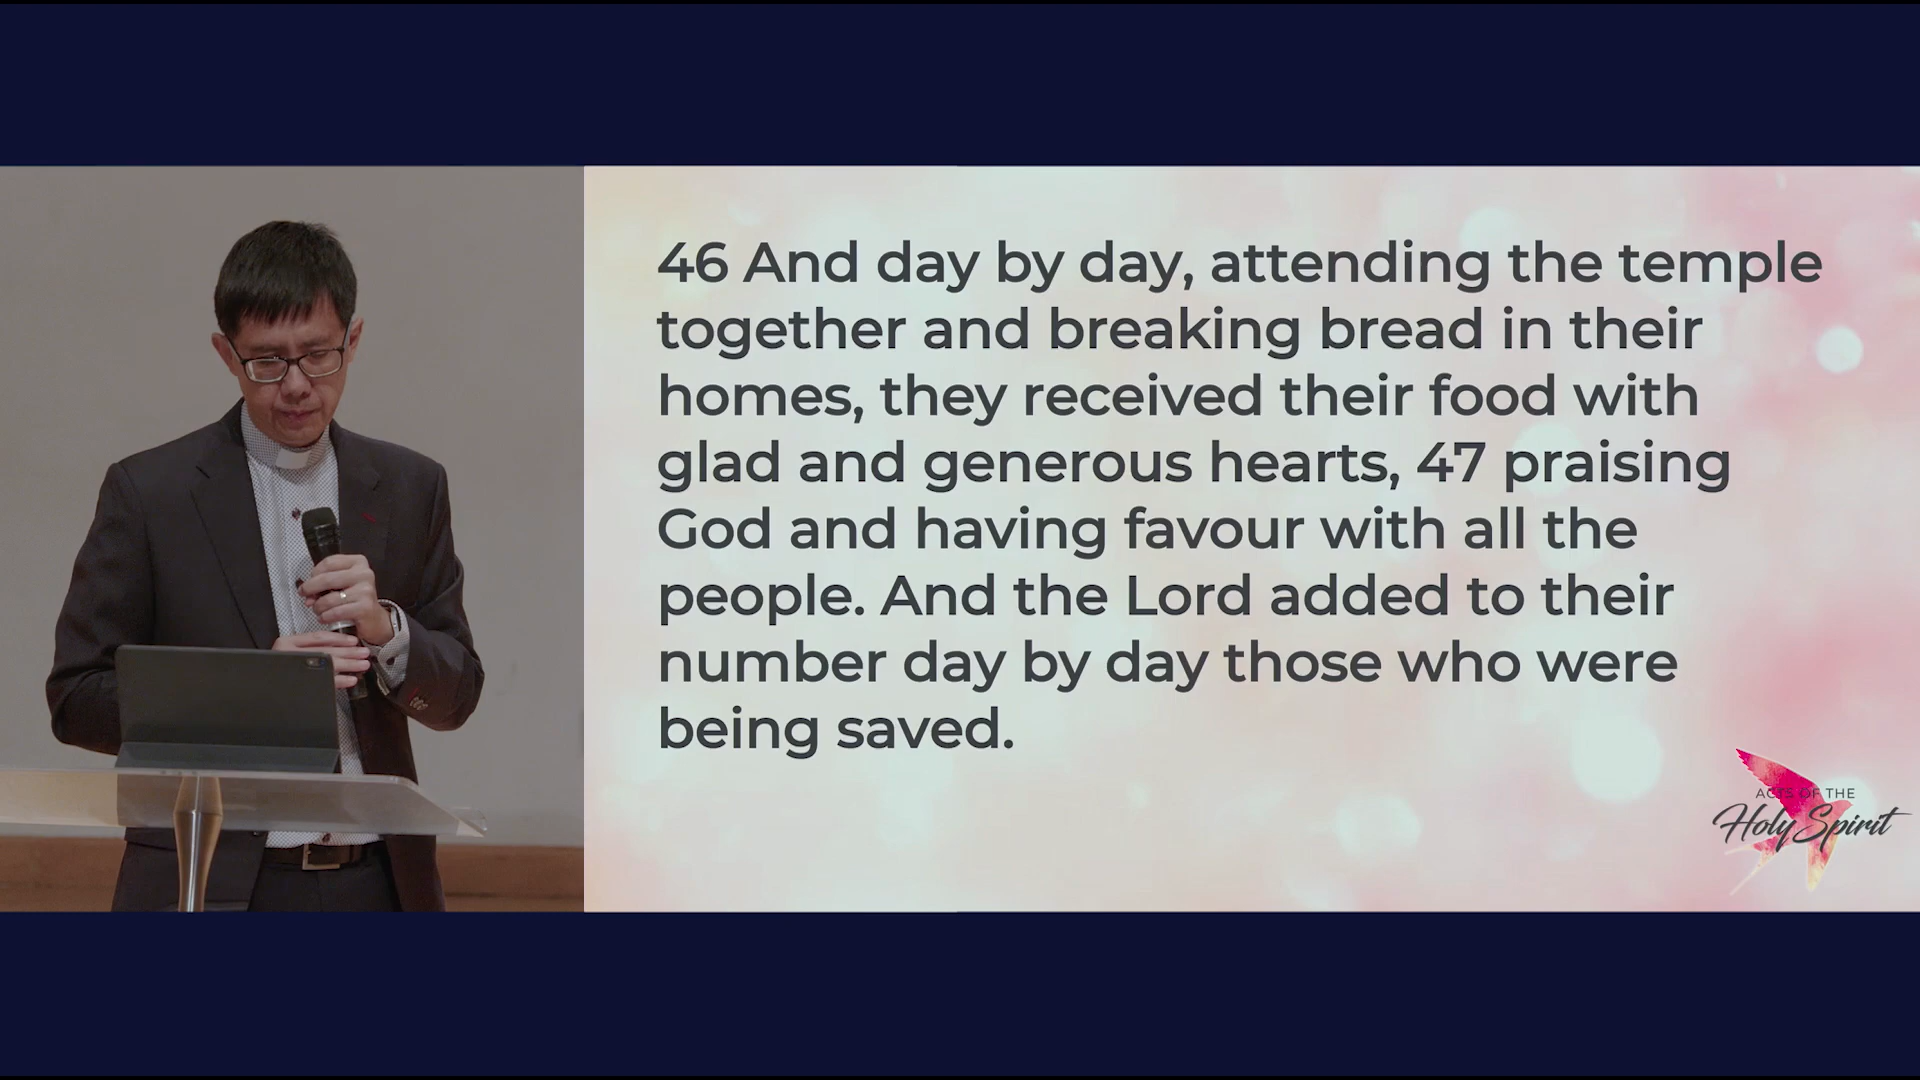 46 And day by day, attending the temple
together and breaking bread in their
homes, they received their food with
glad and generous hearts, 47 praising
God and having favour with all the
people. And the Lord added to their
number day by day those who were
being saved.
ACTS OF THE
Holy Spirit